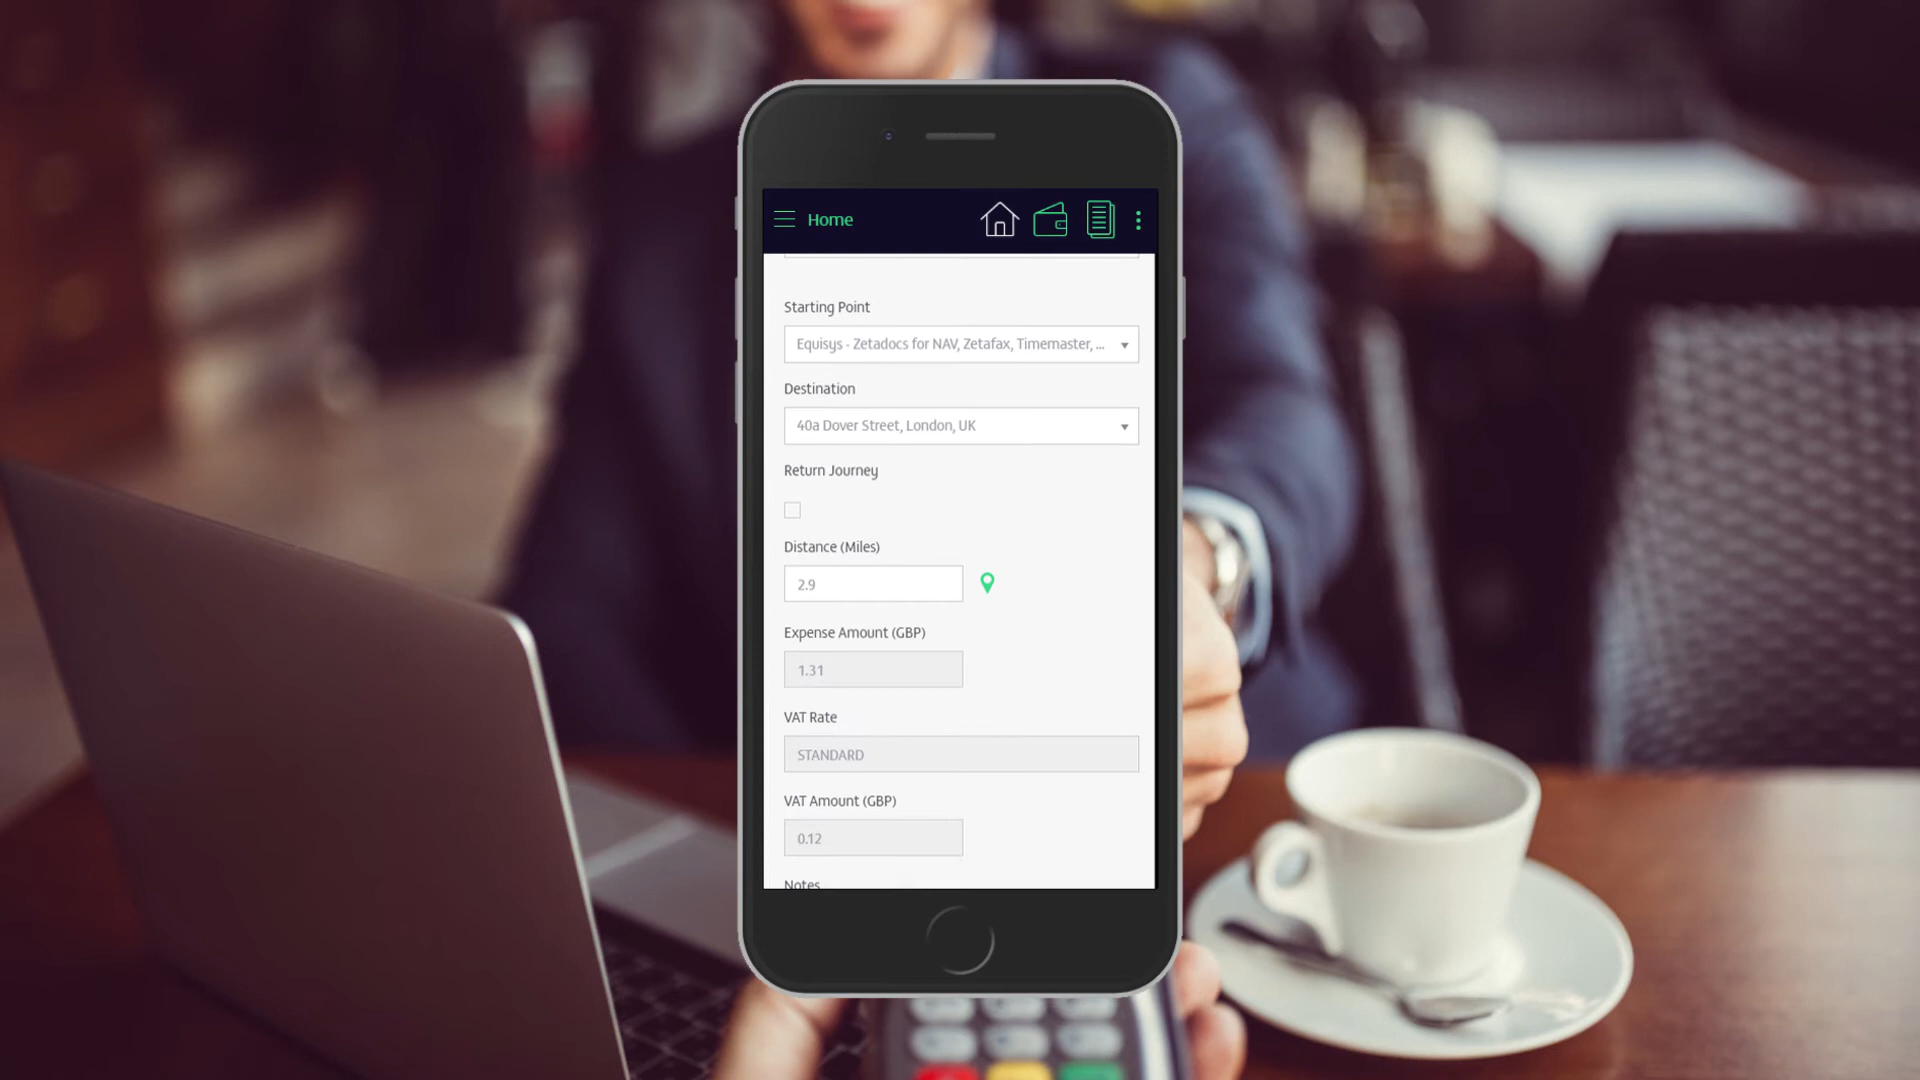 Home
Starting Point
Equisys - Zetadocs for NAV, Zetafax, Timemaster, ...
Destination
40a Dover Street, London, UK
Return Journey
Distance (Miles)
2.9
Expense Amount (GBP)
1.31
VAT Rate
STANDARD
VAT Amount (GBP)
0.12
Notes